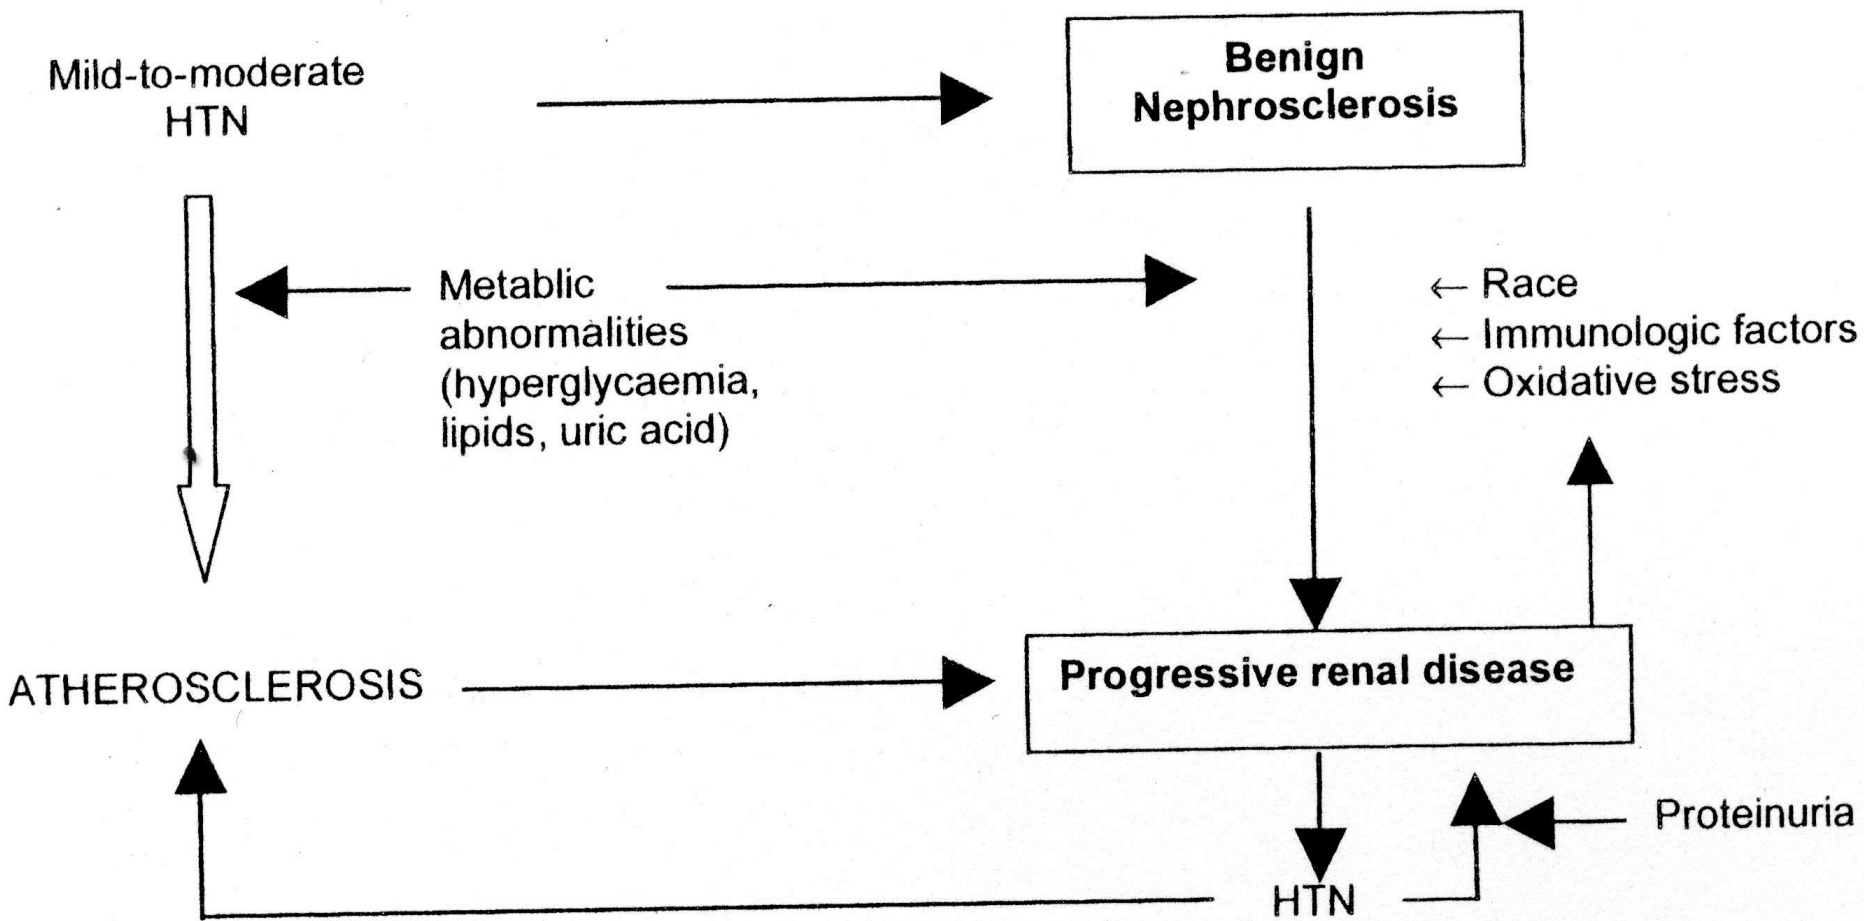 Mild-to-moderate
HTN
Benign
Nephrosclerosis
Metablic
abnormalities
(hyperglycaemia,
lipids, uric acid)
← Race
← Immunologic factors
← Oxidative stress
ATHEROSCLEROSIS
Progressive renal disease
Proteinuria
HTN